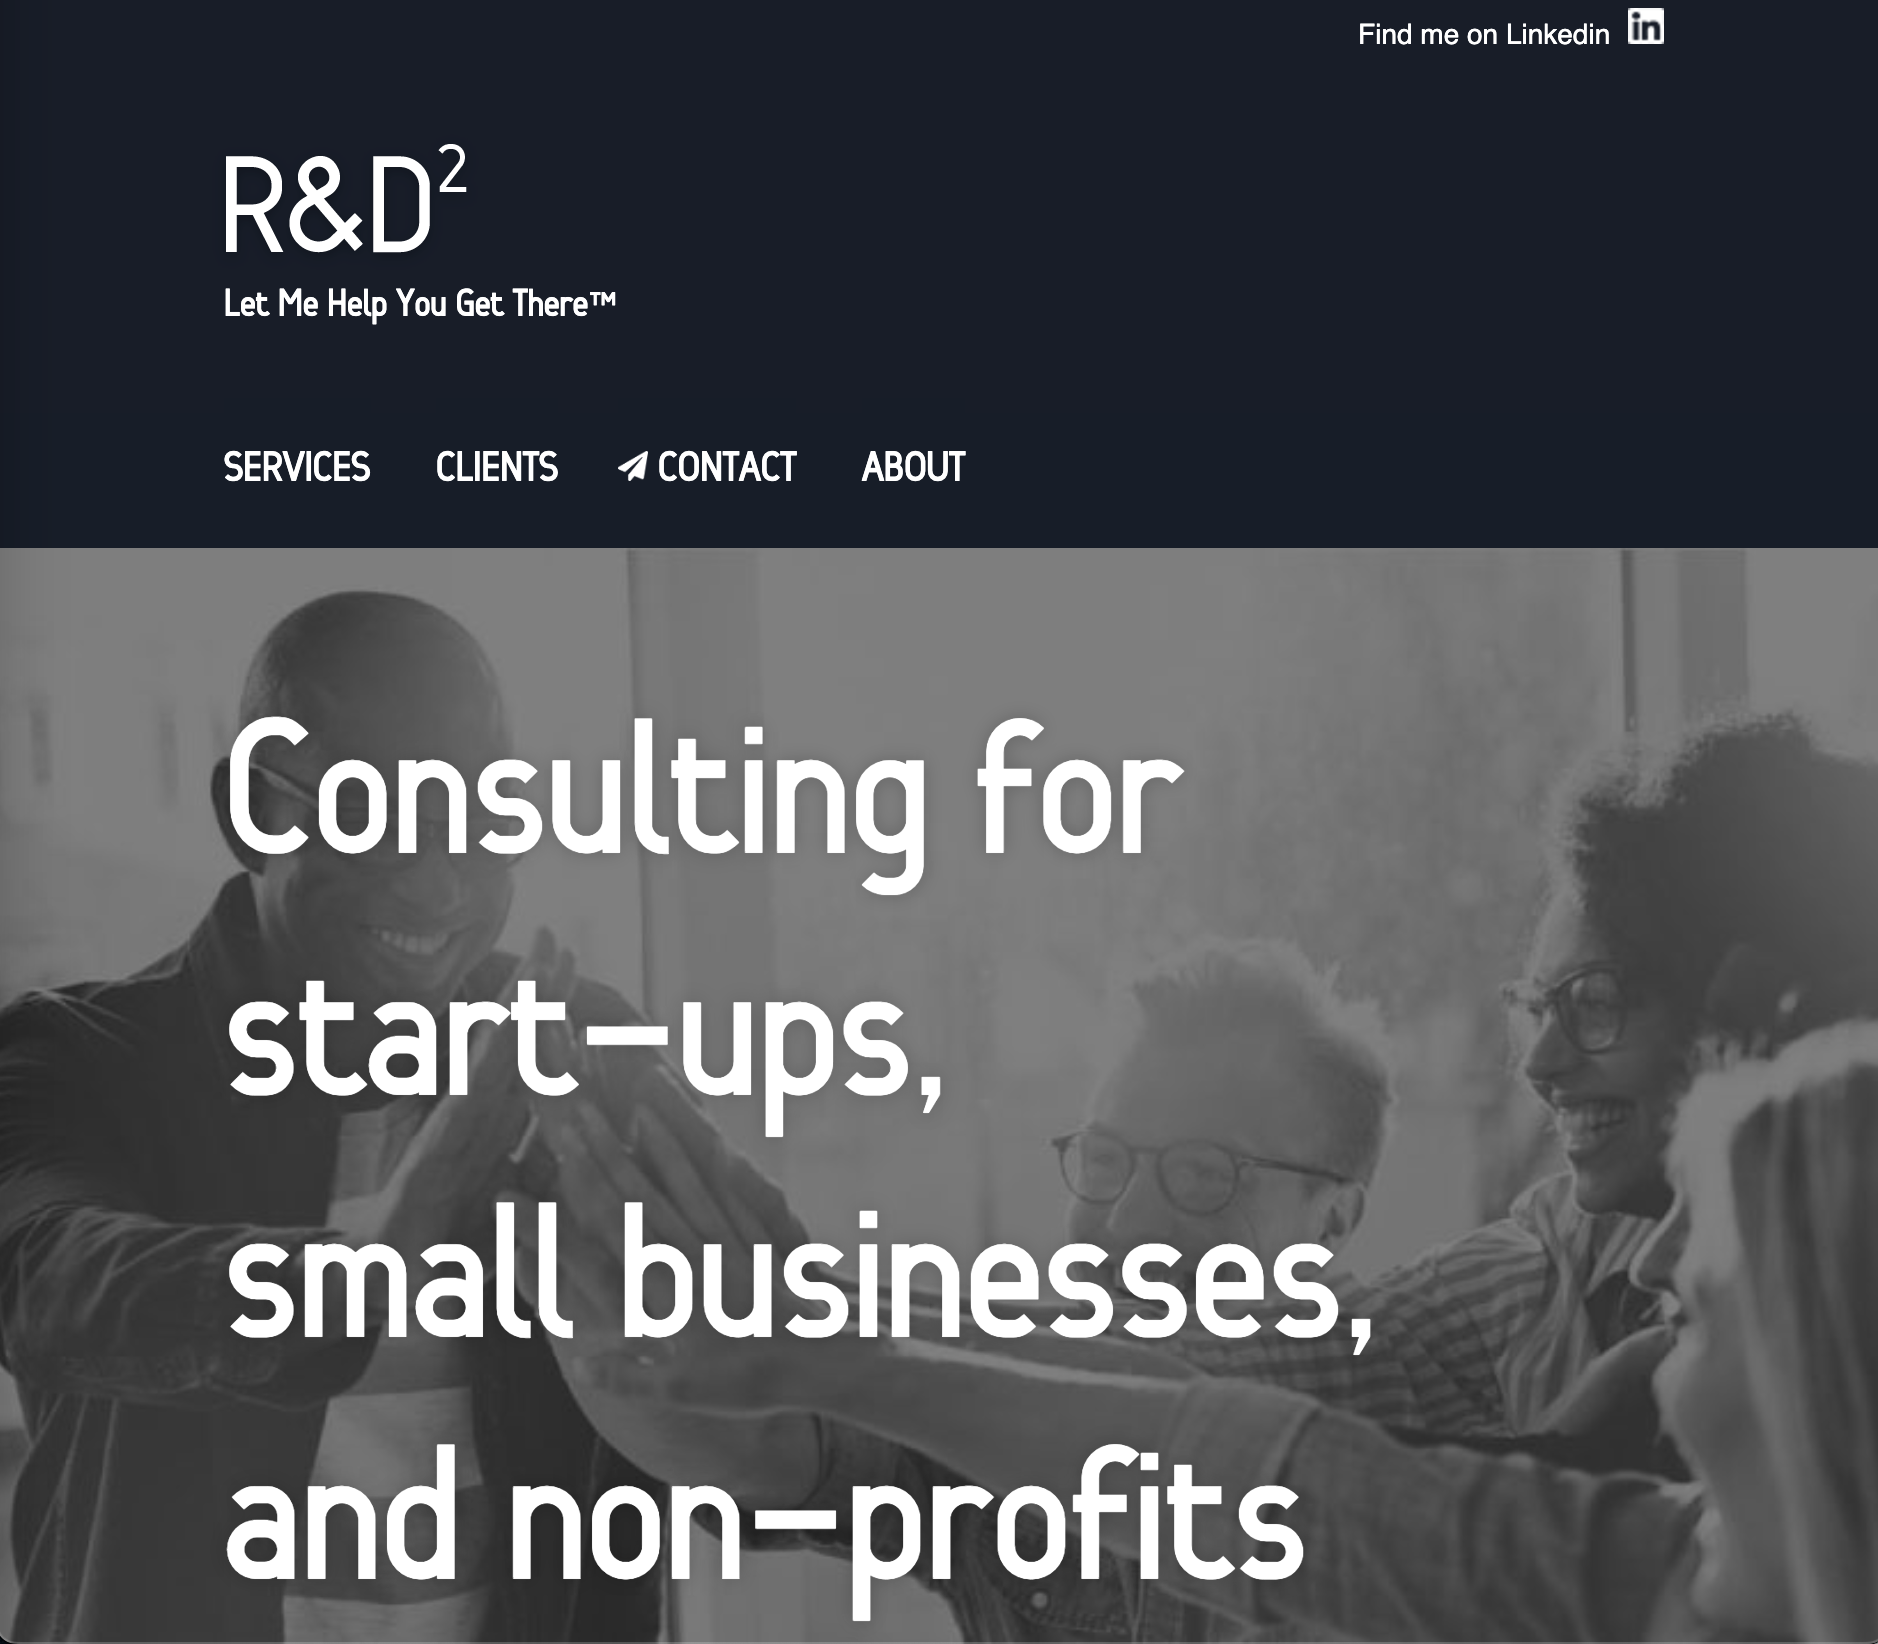 Find me on Linkedin in
R&D²
Let Me Help You Get There™
SERVICES CLIENTS CONTACT ABOUT
Consulting for
start-ups,
small businesses,
and non-profits